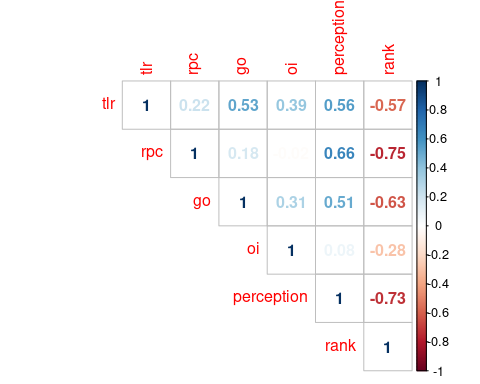 tlr rpc go oi perception rank
tlr 1 0.22 0.53 0.39 0.56 -0.57
rpc 1 0.18 0.66 -0.75
go 1 0.31 0.51 -0.63
oi 1 0.08 -0.28
perception 1 -0.73
rank 1
1
0.8
0.6
0.4
0.2
0
-0.2
-0.4
-0.6
-0.8
-1